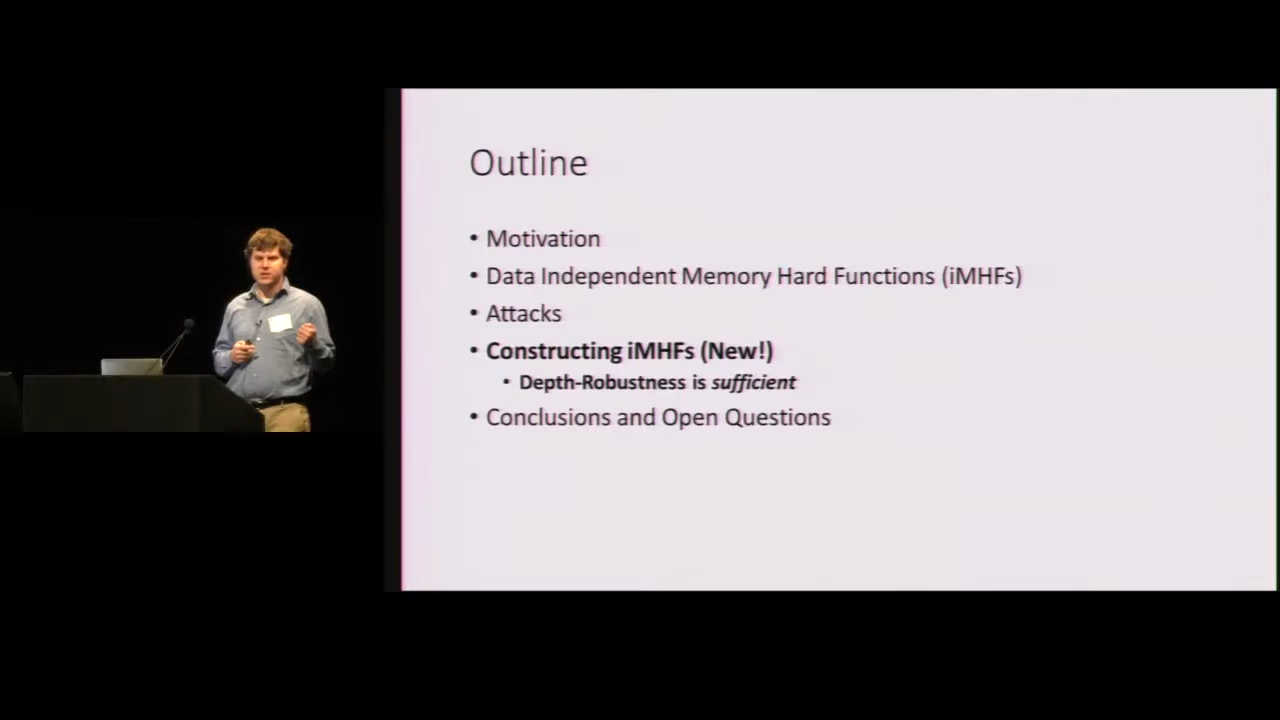 Outline
• Motivation
• Data Independent Memory Hard Functions (iMHFs)
• Attacks
• Constructing iMHFs (New!)
• Depth-Robustness is sufficient
• Conclusions and Open Questions